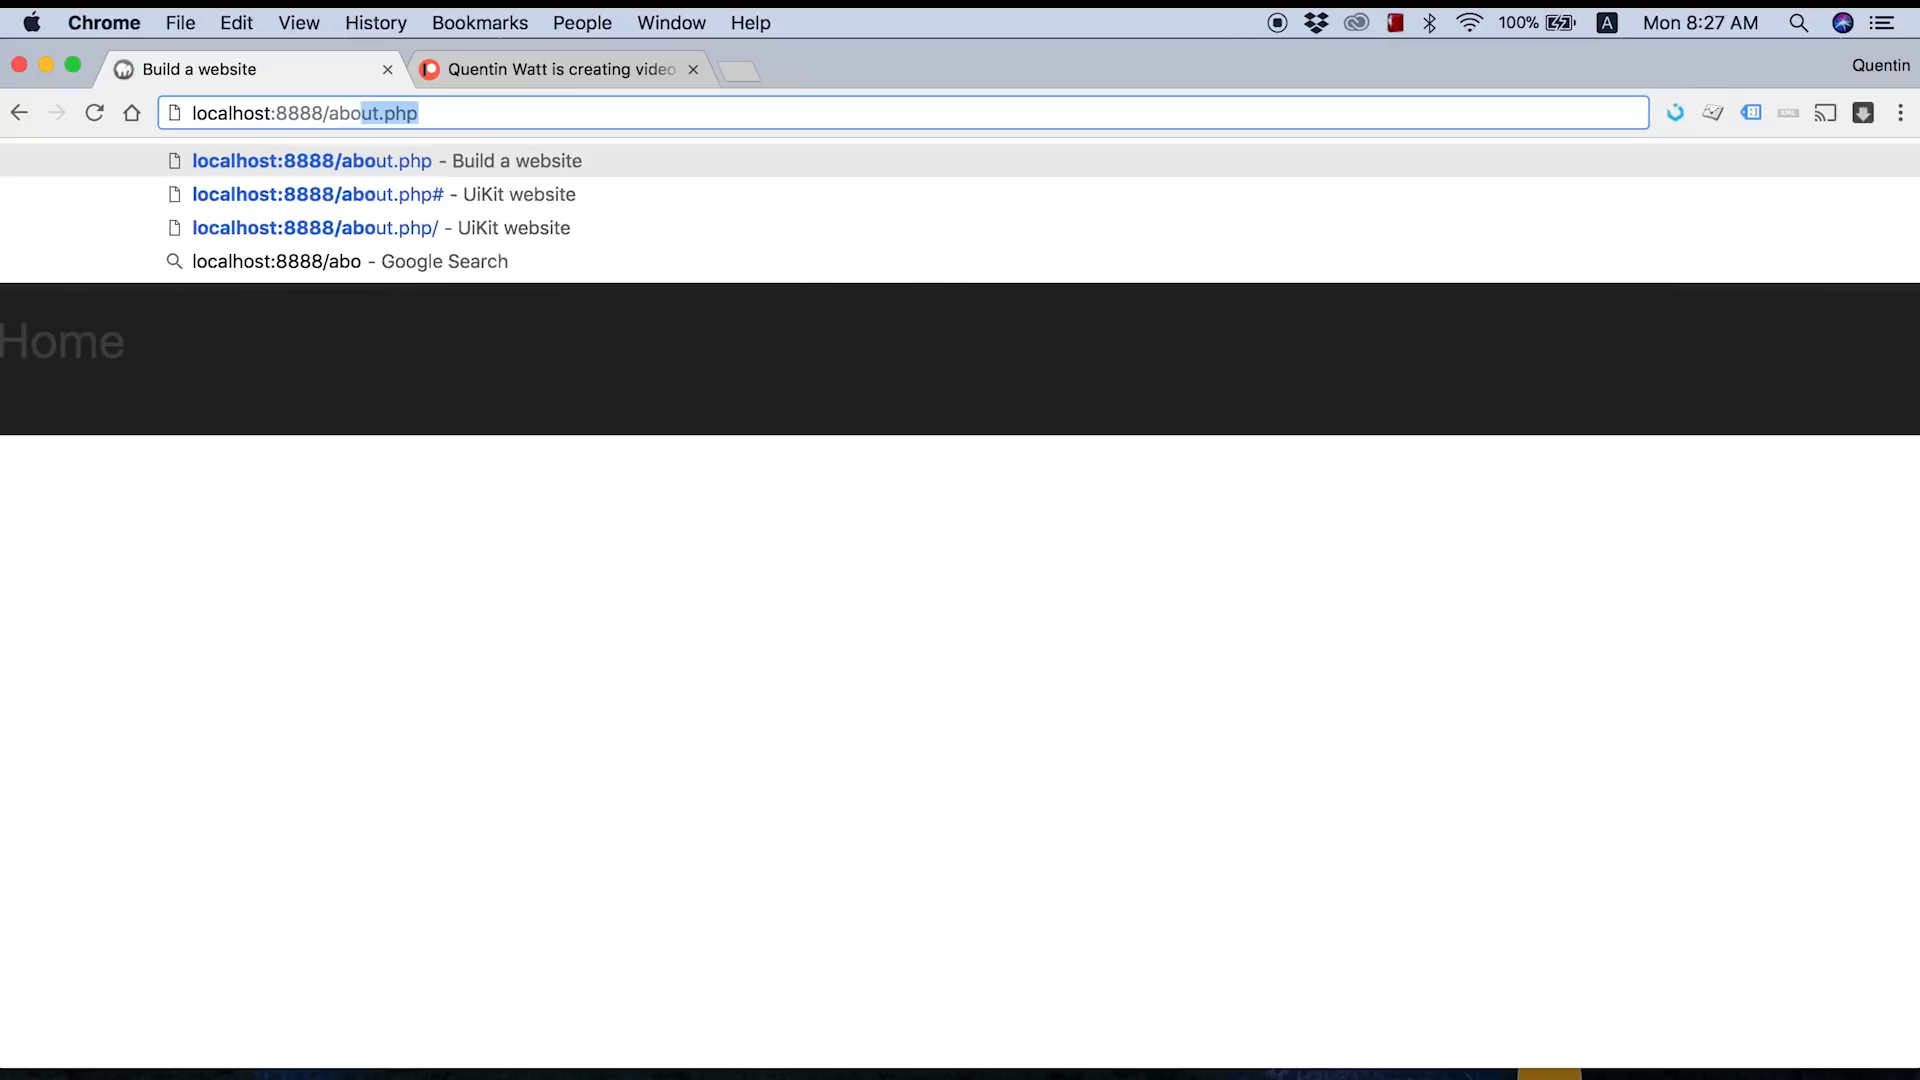 Chrome File Edit View History Bookmarks People Window Help 100% A Mon 8:27 AM
Build a website Quentin Watt is creating video Quentin
localhost:8888/about.php
localhost:8888/about.php - Build a website
localhost:8888/about.php# - UiKit website
localhost:8888/about.php/ - UiKit website
localhost:8888/abo - Google Search
Home